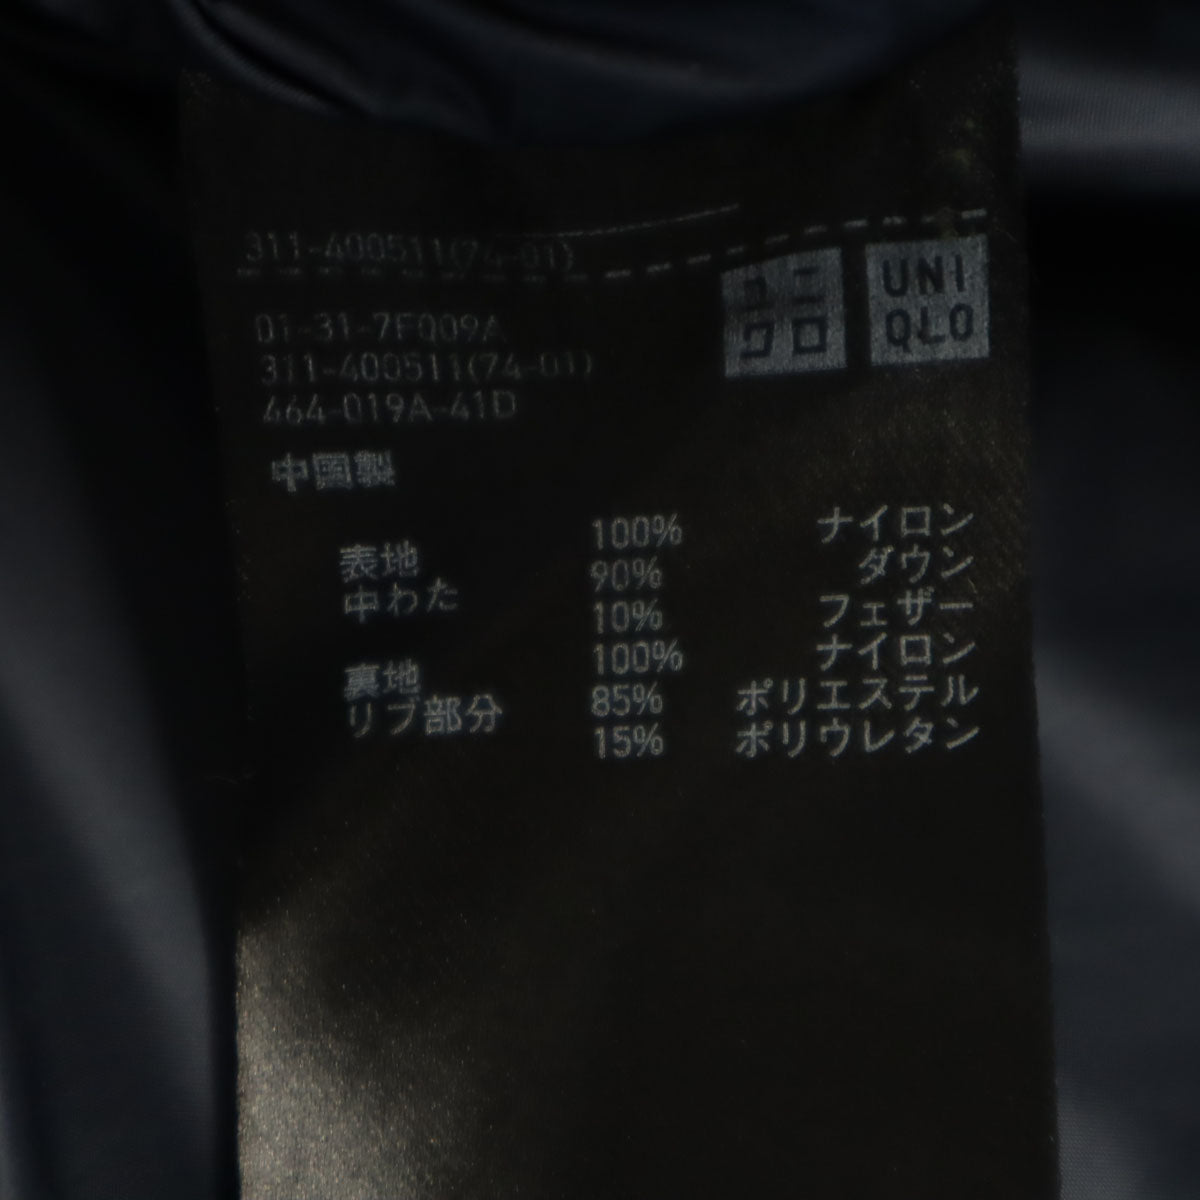 311-400511(74-01)
ユニ
クロ
UNI
QLO
01-31-7FQ09A
311-400511(74-01)
464-019A-41D
中国製
表地 100% ナイロン
中わた 90% ダウン
10% フェザー
裏地 100% ナイロン
リブ部分 85% ポリエステル
15% ポリウレタン